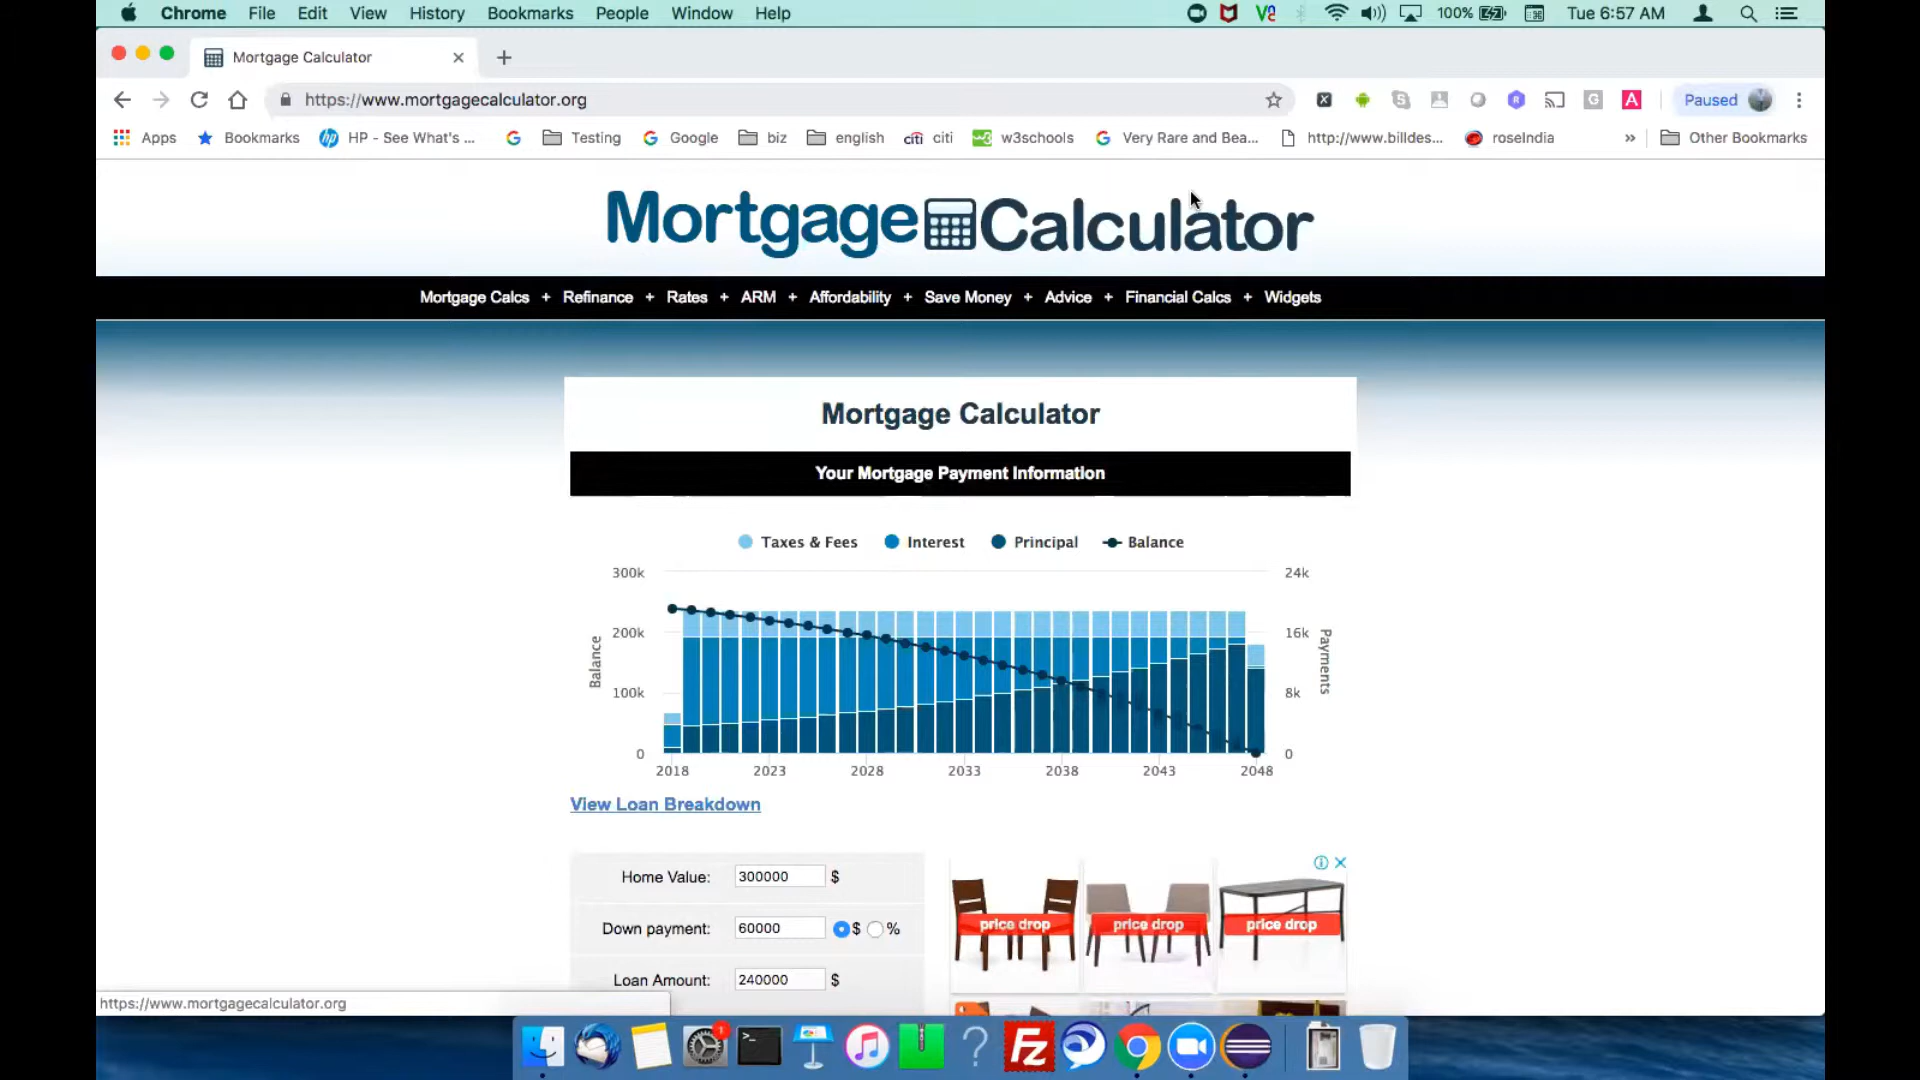 Chrome File Edit View History Bookmarks People Window Help 100% Tue 6:57 AM
Mortgage Calculator
https://www.mortgagecalculator.org Paused
Apps Bookmarks HP - See What's ... Testing Google biz english citi citi w3schools Very Rare and Bea... http://www.billdes... roseIndia » Other Bookmarks
Mortgage Calculator
Mortgage Calcs + Refinance + Rates + ARM + Affordability + Save Money + Advice + Financial Calcs + Widgets
Mortgage Calculator
Your Mortgage Payment Information
Taxes & Fees Interest Principal Balance
300k 24k
200k 16k
100k 8k
0 0
Balance
Payments
2018 2023 2028 2033 2038 2043 2048
View Loan Breakdown
Home Value: 300000 $
Down payment: 60000 $ %
Loan Amount: 240000 $
price drop price drop price drop
https://www.mortgagecalculator.org
1
Fz